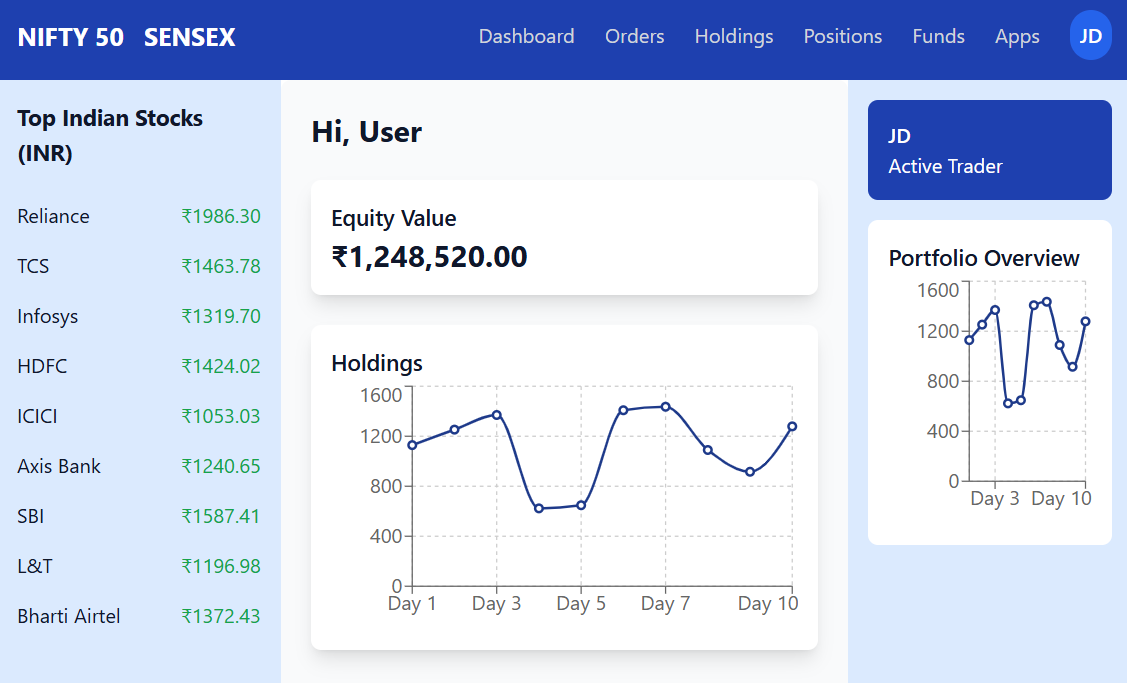 NIFTY 50 SENSEX Dashboard Orders Holdings Positions Funds Apps JD
Top Indian Stocks
(INR)
Reliance ₹1986.30
TCS ₹1463.78
Infosys ₹1319.70
HDFC ₹1424.02
ICICI ₹1053.03
Axis Bank ₹1240.65
SBI ₹1587.41
L&T ₹1196.98
Bharti Airtel ₹1372.43
Hi, User
Equity Value
₹1,248,520.00
Holdings
1600
1200
800
400
0
Day 1 Day 3 Day 5 Day 7 Day 10
JD
Active Trader
Portfolio Overview
1600
1200
800
400
0
Day 3 Day 10